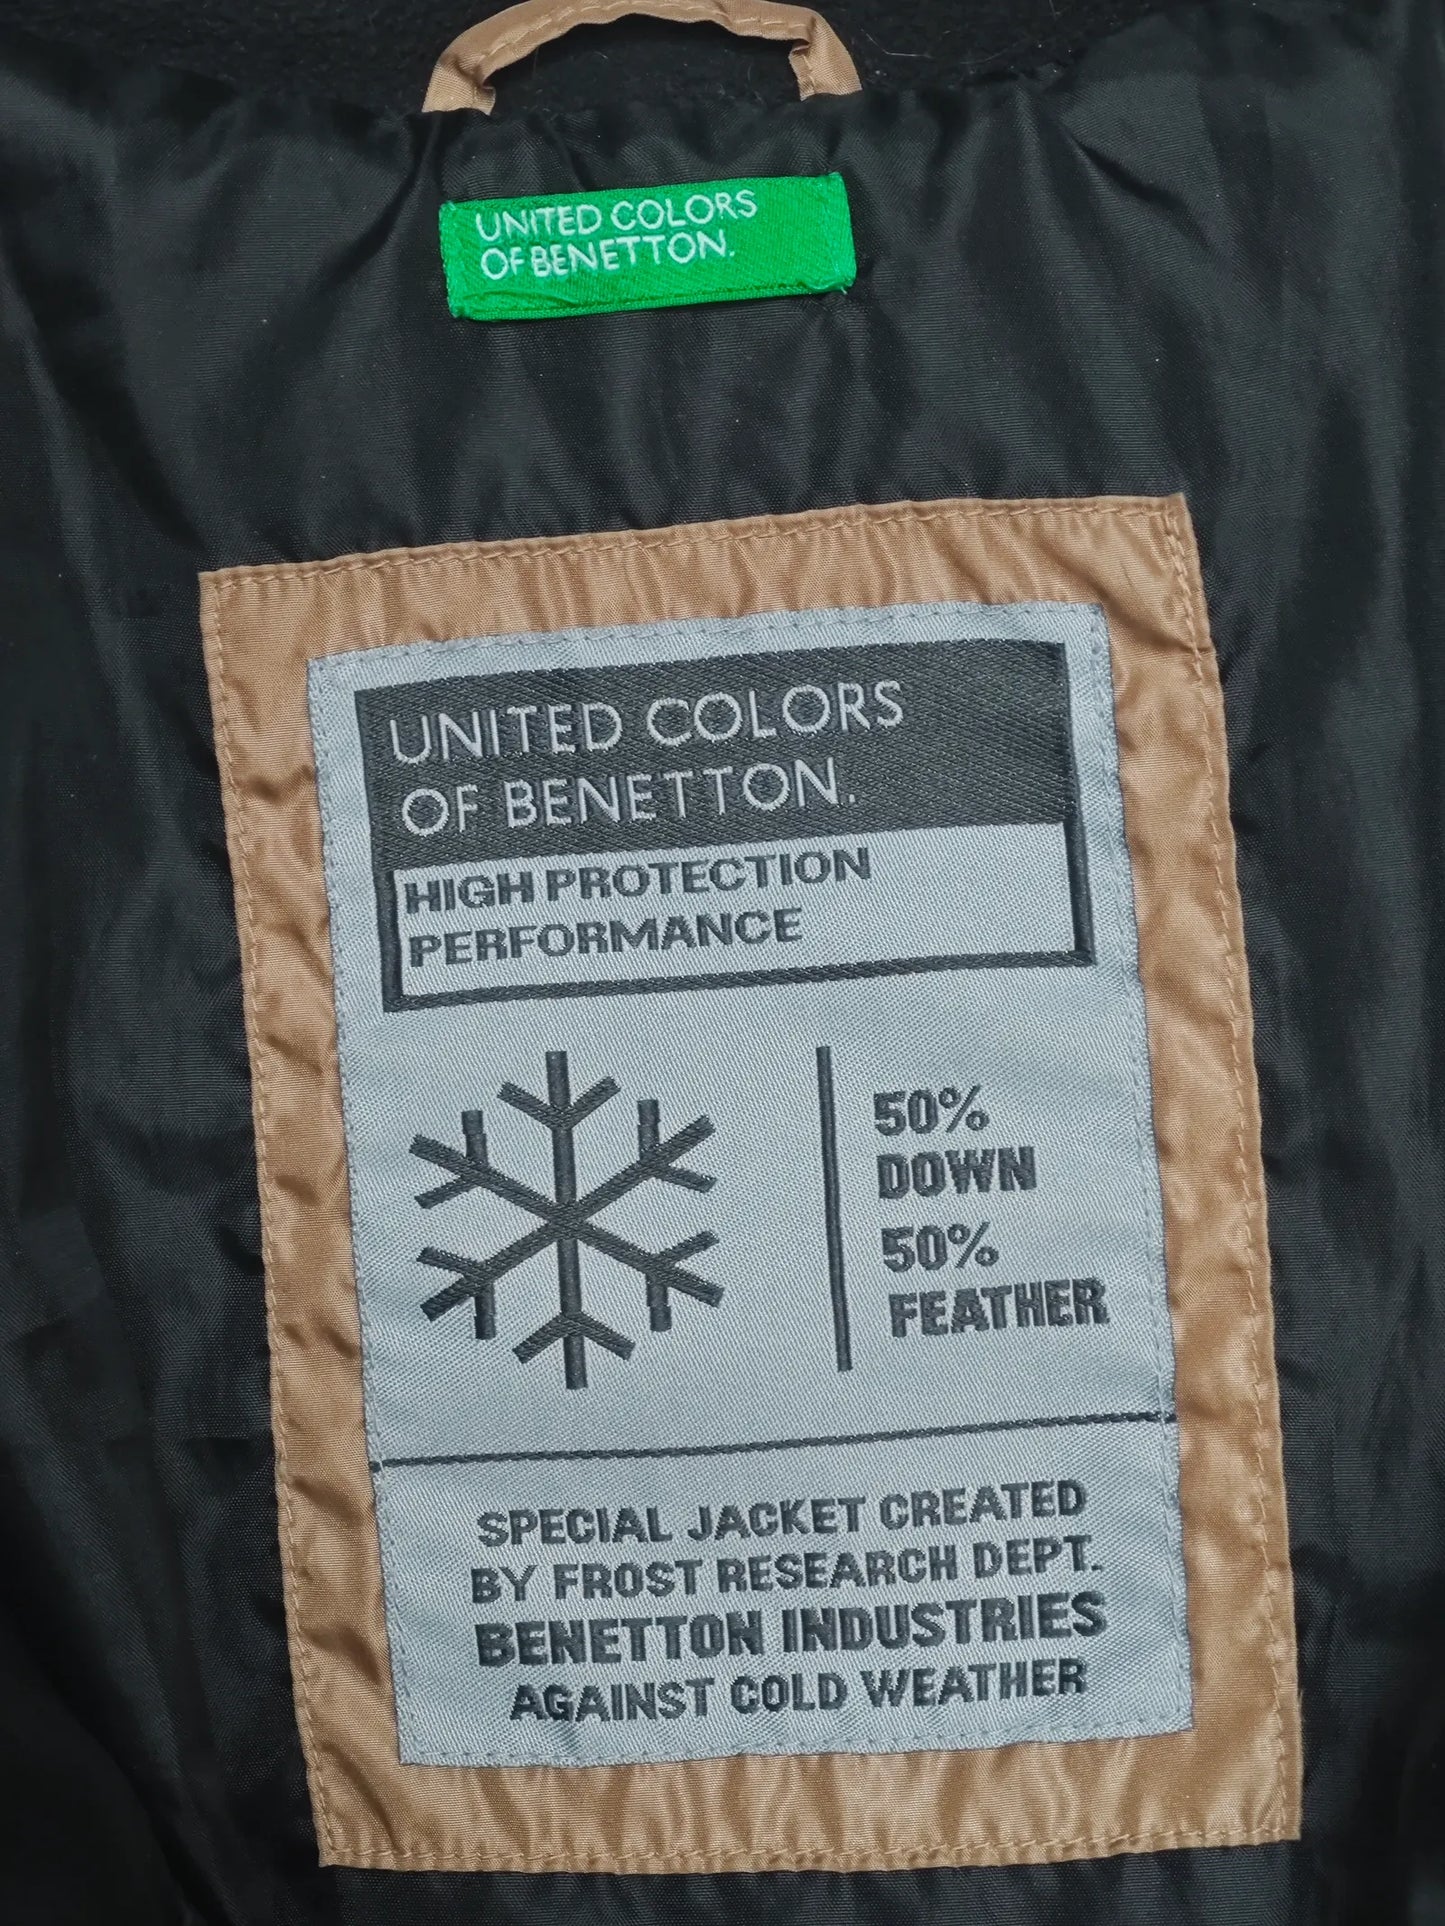 UNITED COLORS
OF BENETTON.
UNITED COLORS
OF BENETTON.
HIGH PROTECTION
PERFORMANCE
50%
DOWN
50%
FEATHER
SPECIAL JACKET CREATED
BY FROST RESEARCH DEPT.
BENETTON INDUSTRIES
AGAINST COLD WEATHER